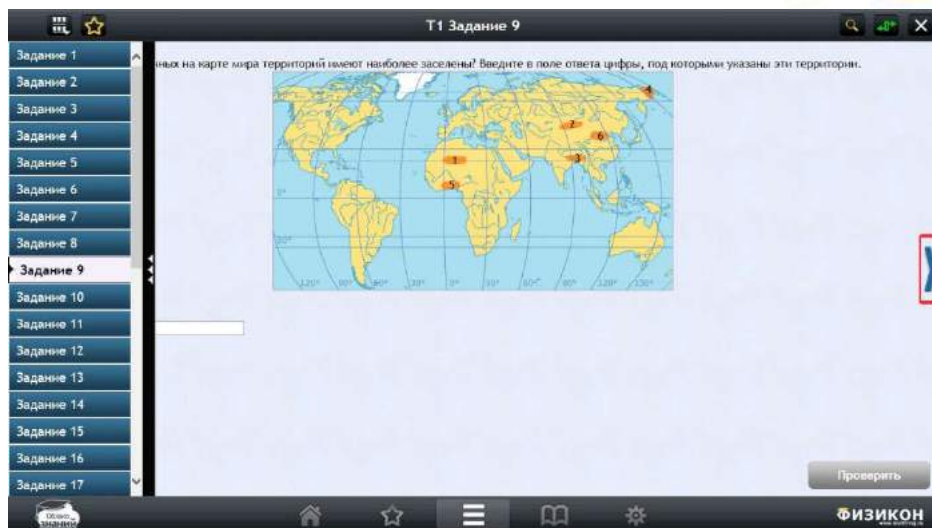 Т1 Задание 9
Задание 1
Задание 2
Задание 3
Задание 4
Задание 5
Задание 6
Задание 7
Задание 8
Задание 9
Задание 10
Задание 11
Задание 12
Задание 13
Задание 14
Задание 15
Задание 16
Задание 17
нных на карте мира территорий имеют наиболее заселены? Введите в поле ответа цифры, под которыми указаны эти территории.
4
2
6
1
3
5
0°
Проверить
ФИЗИКОН